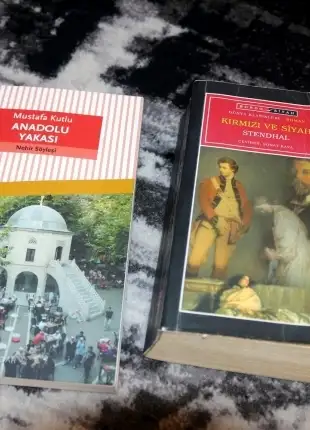 Mustafa Kutlu
ANADOLU
YAKASI
Nehir Söyleşi
KIRMIZI VE SİYAH
STENDHAL